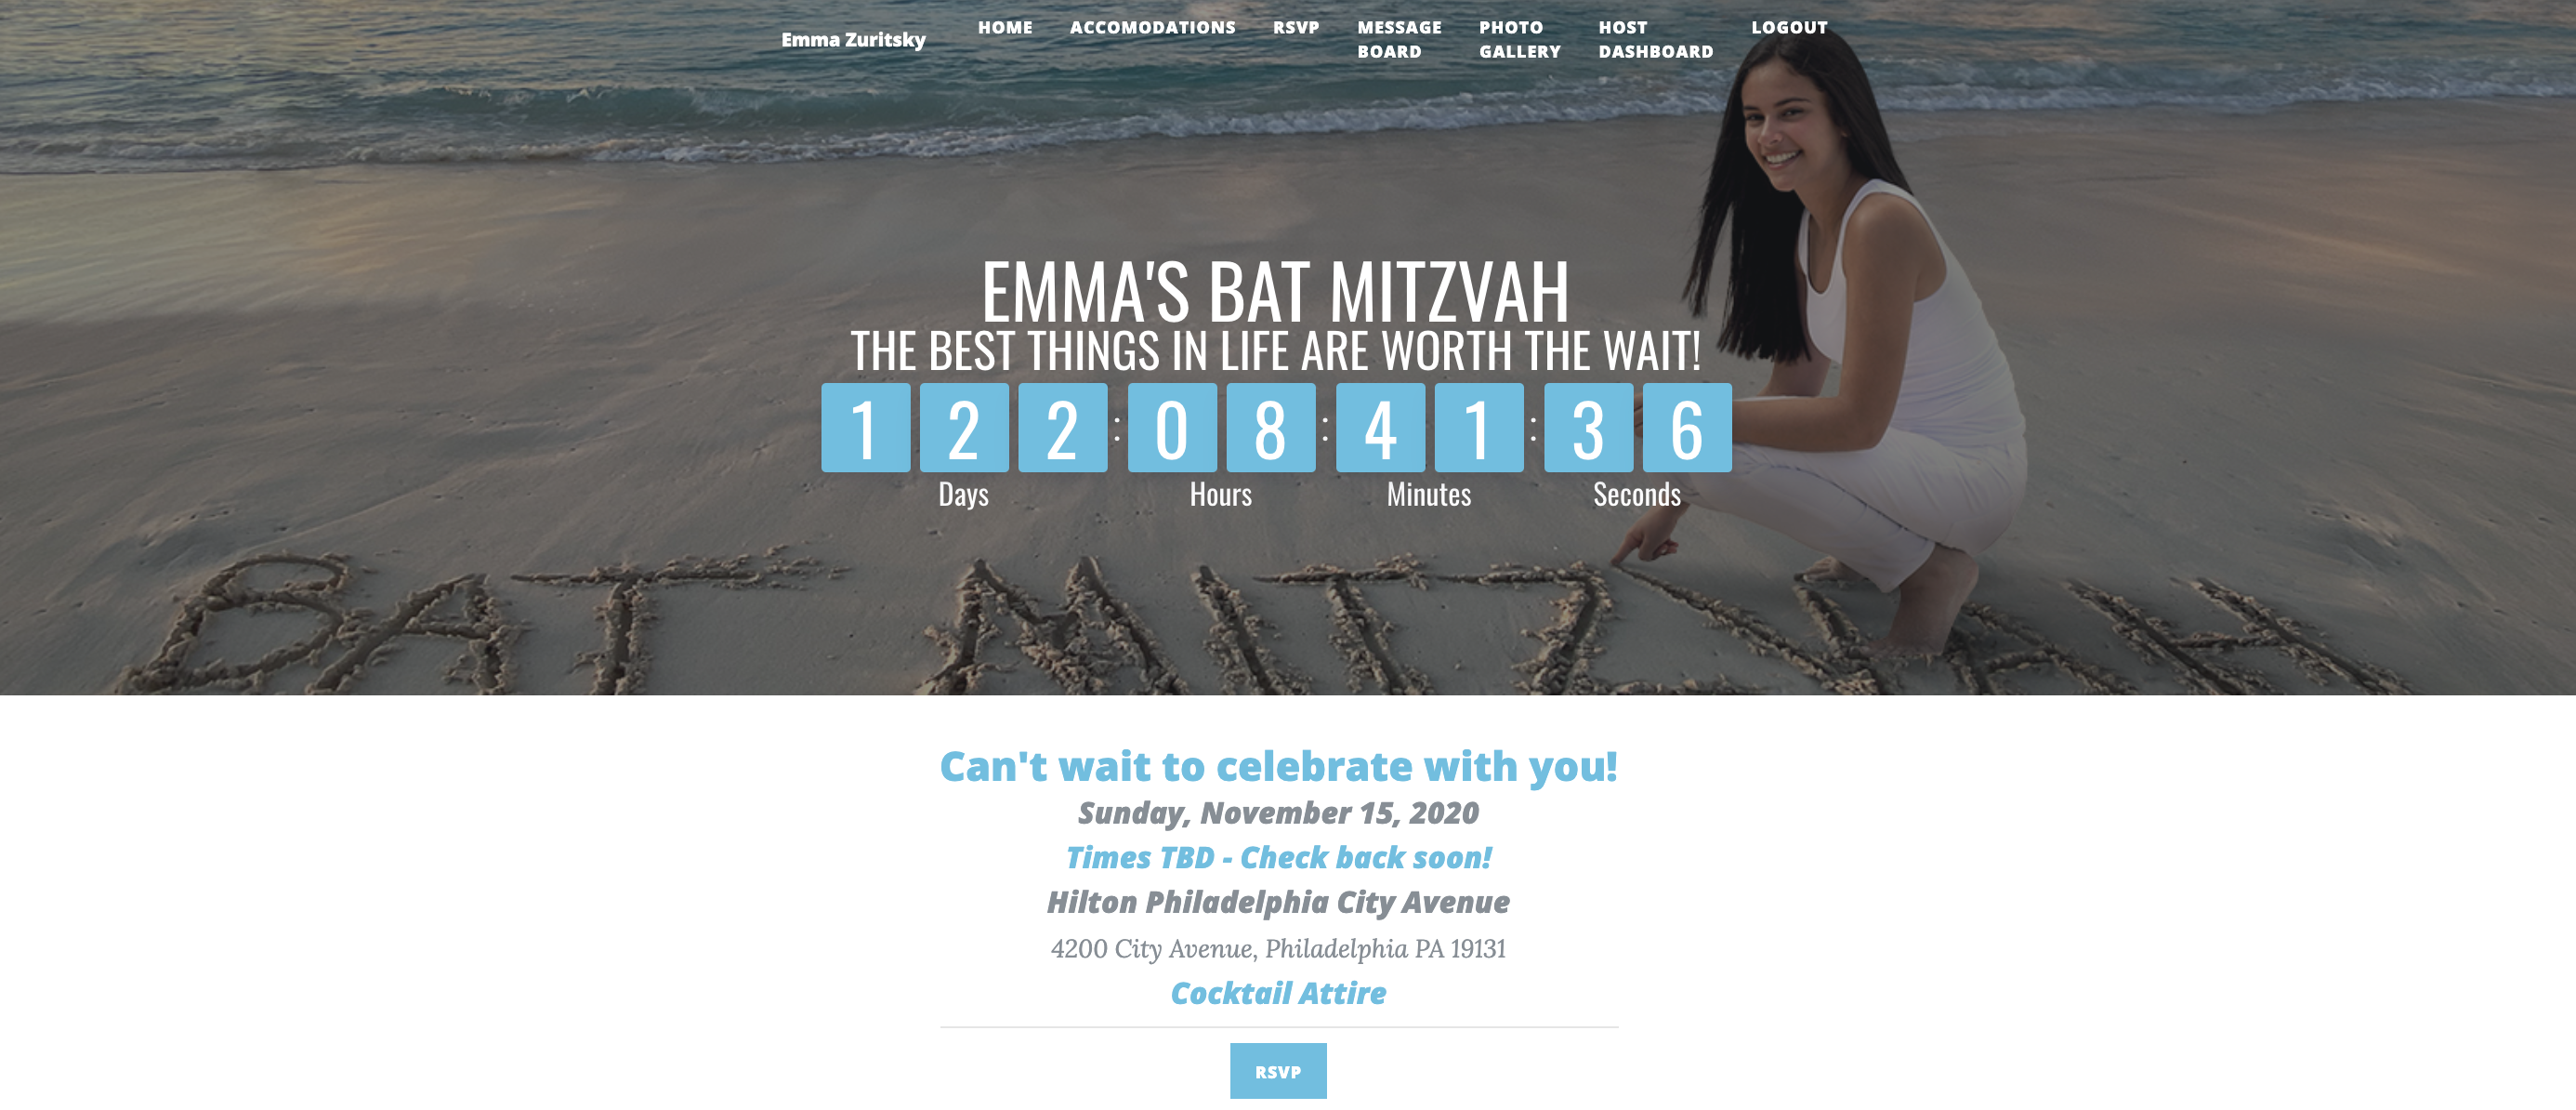 Emma Zuritsky
HOME
ACCOMODATIONS
RSVP
MESSAGE
BOARD
PHOTO
GALLERY
HOST
DASHBOARD
LOGOUT
EMMA'S BAT MITZVAH
THE BEST THINGS IN LIFE ARE WORTH THE WAIT!
1 2 2 : 0 8 : 4 1 : 3 6
Days Hours Minutes Seconds
BAT MITZVAH
Can't wait to celebrate with you!
Sunday, November 15, 2020
Times TBD - Check back soon!
Hilton Philadelphia City Avenue
4200 City Avenue, Philadelphia PA 19131
Cocktail Attire
RSVP